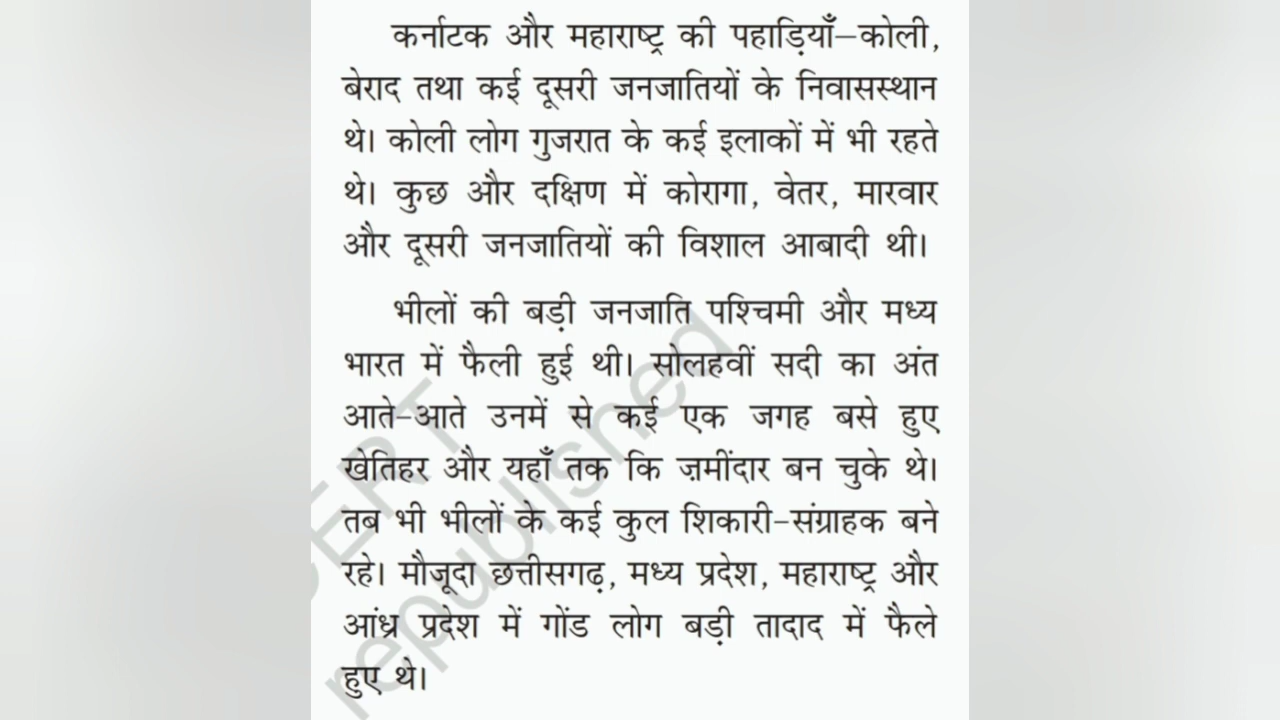 कर्नाटक और महाराष्ट्र की पहाड़ियाँ–कोली,
बेराद तथा कई दूसरी जनजातियों के निवासस्थान
थे। कोली लोग गुजरात के कई इलाकों में भी रहते
थे। कुछ और दक्षिण में कोरागा, वेतर, मारवार
और दूसरी जनजातियों की विशाल आबादी थी।
भीलों की बड़ी जनजाति पश्चिमी और मध्य
भारत में फैली हुई थी। सोलहवीं सदी का अंत
आते-आते उनमें से कई एक जगह बसे हुए
खेतिहर और यहाँ तक कि ज़मींदार बन चुके थे।
तब भी भीलों के कई कुल शिकारी-संग्राहक बने
रहे। मौजूदा छत्तीसगढ़, मध्य प्रदेश, महाराष्ट्र और
आंध्र प्रदेश में गोंड लोग बड़ी तादाद में फैले
हुए थे।
republished